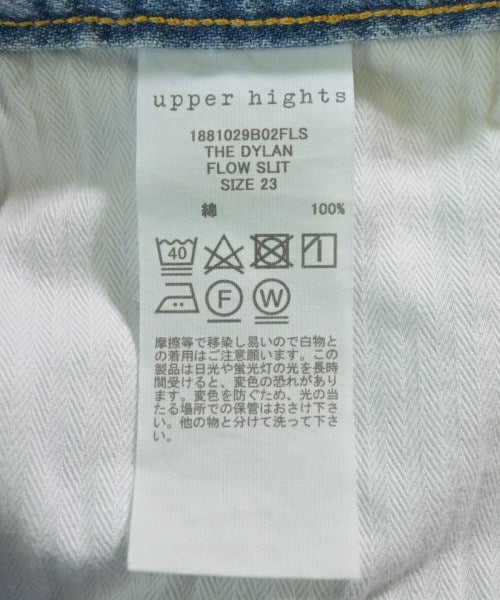 upper hights
1881029B02FLS
THE DYLAN
FLOW SLIT
SIZE 23
綿 100%
40
F W
摩擦等で移染し易いので白物と
の着用はご注意願います。この
製品は日光や蛍光灯の光を長時
間受けると、変色の恐れがあり
ます。変色を防ぐため、光の当
たる場所での保管はおさけ下さ
い。他の物と分けて洗って下さ
い。